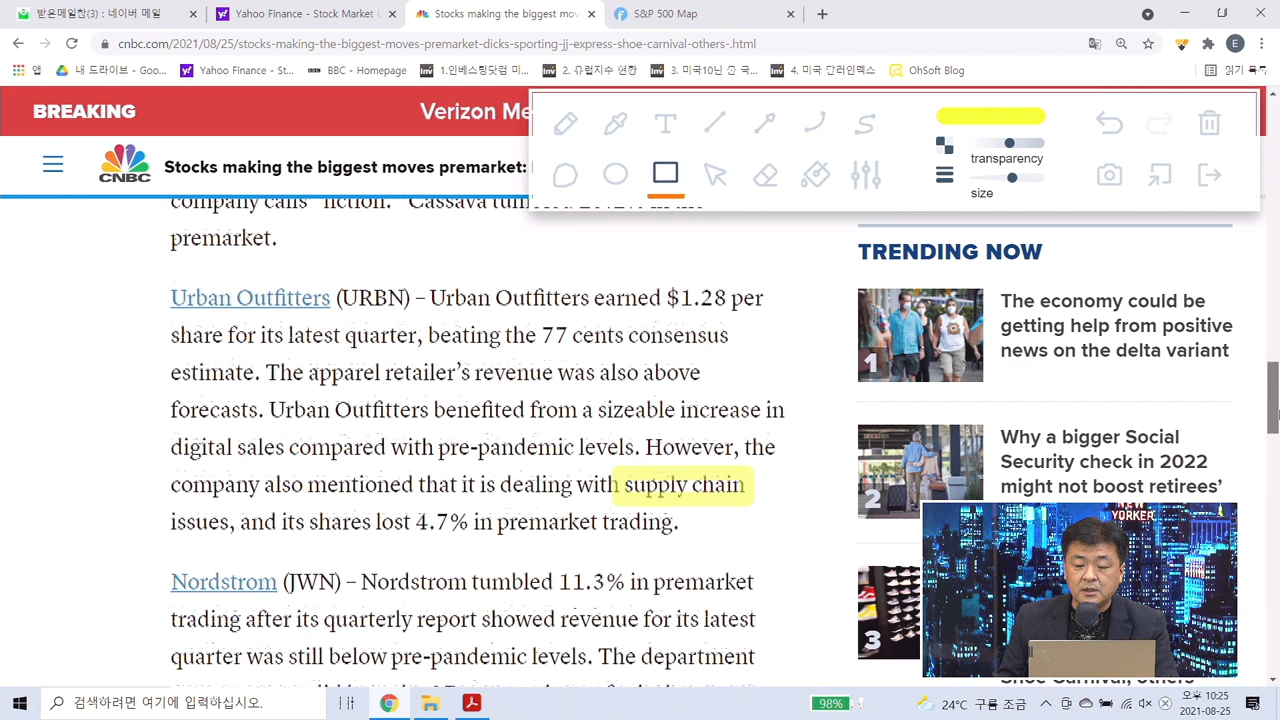 받은메일함(3) : 네이버 메일
Yahoo Finance - Stock Market L
Stocks making the biggest mov
S&P 500 Map
cnbc.com/2021/08/25/stocks-making-the-biggest-moves-premarket-dicks-sporting-jj-express-shoe-carnival-others-.html
E
앱
내 드라이브 - Goo...
Yahoo Finance - St...
BBC - Homepage
1.인베스팅닷컴 미...
2. 유럽지수 현황
3. 미국10년 눈 국...
4. 미국 단러인엑스
OhSoft Blog
읽기 목록
BREAKING
Verizon Me
CNBC
Stocks making the biggest moves premarket:
transparency
size
premarket.
Urban Outfitters (URBN) – Urban Outfitters earned $1.28 per
share for its latest quarter, beating the 77 cents consensus
estimate. The apparel retailer's revenue was also above
forecasts. Urban Outfitters benefited from a sizeable increase in
digital sales compared with pre-pandemic levels. However, the
company also mentioned that it is dealing with supply chain
issues, and its shares lost 4.7% in premarket trading.
Nordstrom (JWN) – Nordstrom tumbled 11.3% in premarket
trading after its quarterly report showed revenue for its latest
quarter was still below pre-pandemic levels. The department
TRENDING NOW
1
The economy could be
getting help from positive
news on the delta variant
2
Why a bigger Social
Security check in 2022
might not boost retirees'
3
Shoe Carnival, others
NEW
YORKER
검색하려면 여기에 입력하십시오.
98%
24°C 구름 조금
오후 10:25
2021-08-25